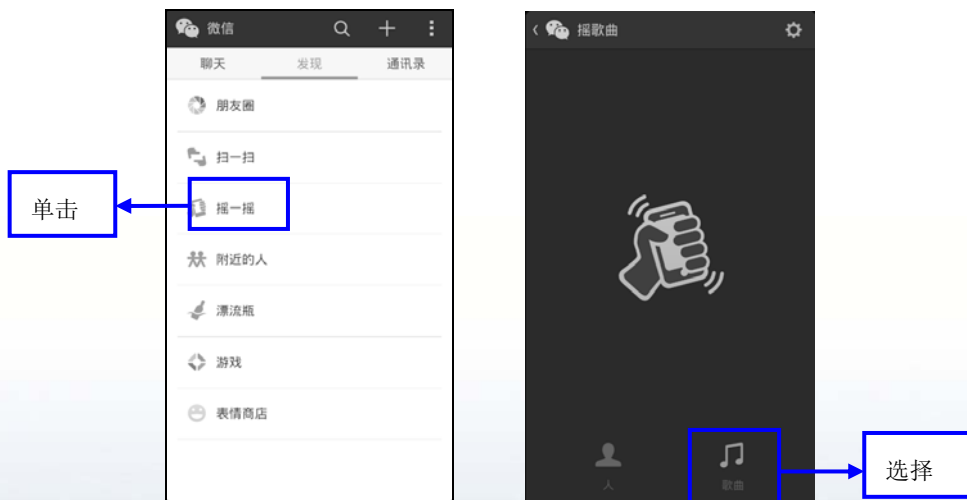 微信
聊天 发现 通讯录
朋友圈
扫一扫
单击
摇一摇
附近的人
漂流瓶
游戏
表情商店
摇歌曲
人 歌曲
选择